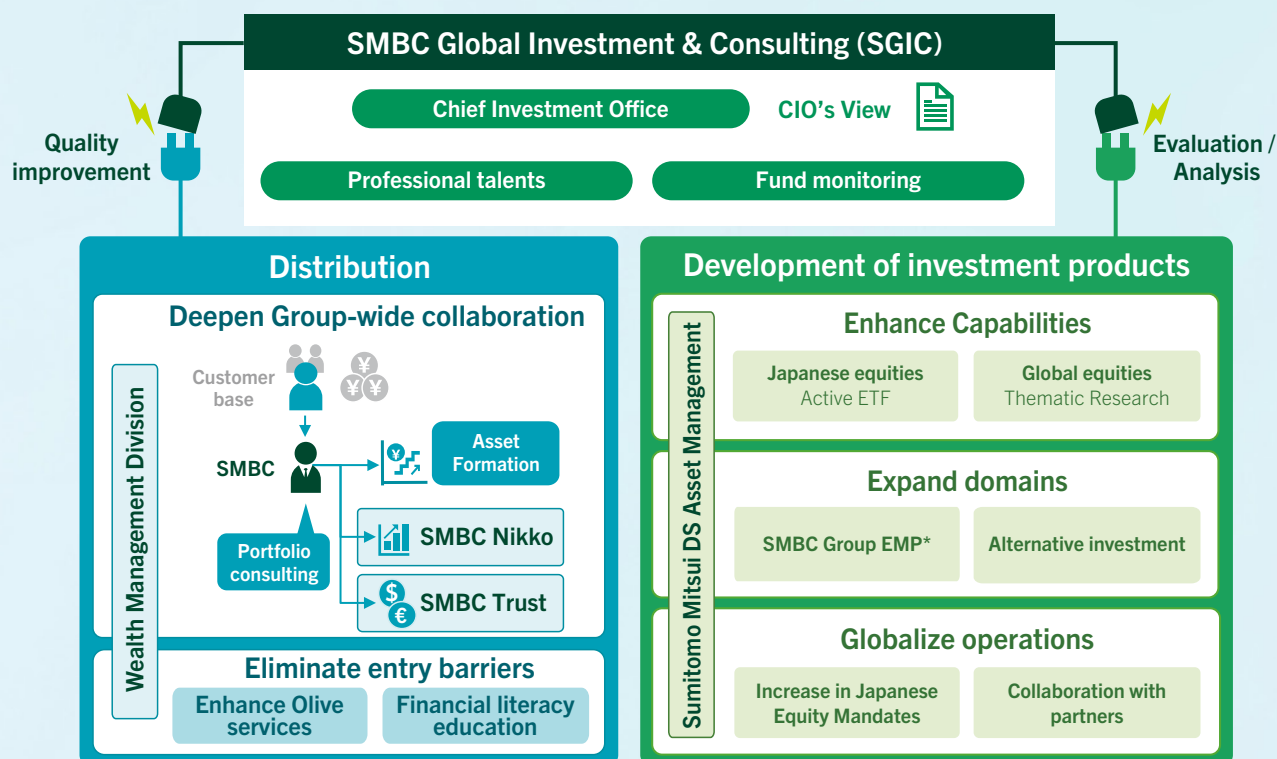 SMBC Global Investment & Consulting (SGIC)
Chief Investment Office
CIO's View
Professional talents
Fund monitoring
Quality
improvement
Evaluation /
Analysis
Distribution
Deepen Group-wide collaboration
Wealth Management Division
Customer
base
¥
¥¥
SMBC
¥
Asset
Formation
Portfolio
consulting
SMBC Nikko
$
€
SMBC Trust
Eliminate entry barriers
Enhance Olive
services
Financial literacy
education
Development of investment products
Sumitomo Mitsui DS Asset Management
Enhance Capabilities
Japanese equities
Active ETF
Global equities
Thematic Research
Expand domains
SMBC Group EMP*
Alternative investment
Globalize operations
Increase in Japanese
Equity Mandates
Collaboration with
partners